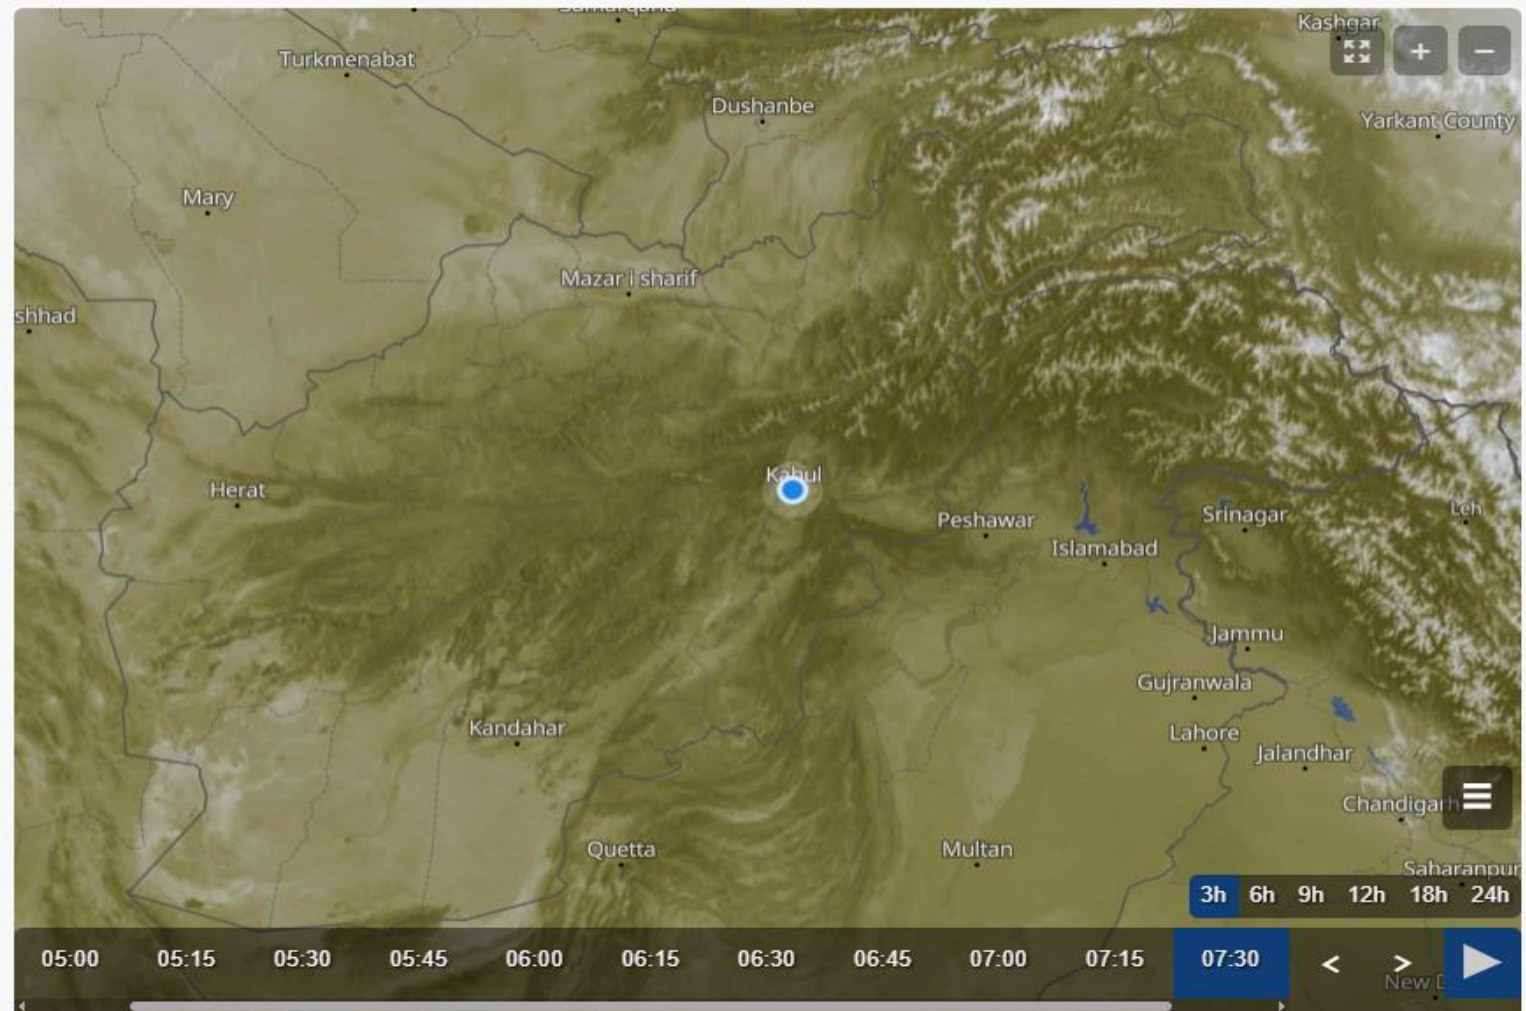 Samarqand
Kashgar
Turkmenabat
Dushanbe
Yarkant County
Mary
Mazar i sharif
shhad
Kabul
Herat
Peshawar
Srinagar
Leh
Islamabad
Jammu
Gujranwala
Kandahar
Lahore
Jalandhar
Chandigarh
Quetta
Multan
Saharanpur
3h 6h 9h 12h 18h 24h
05:00 05:15 05:30 05:45 06:00 06:15 06:30 06:45 07:00 07:15 07:30 < >
New D